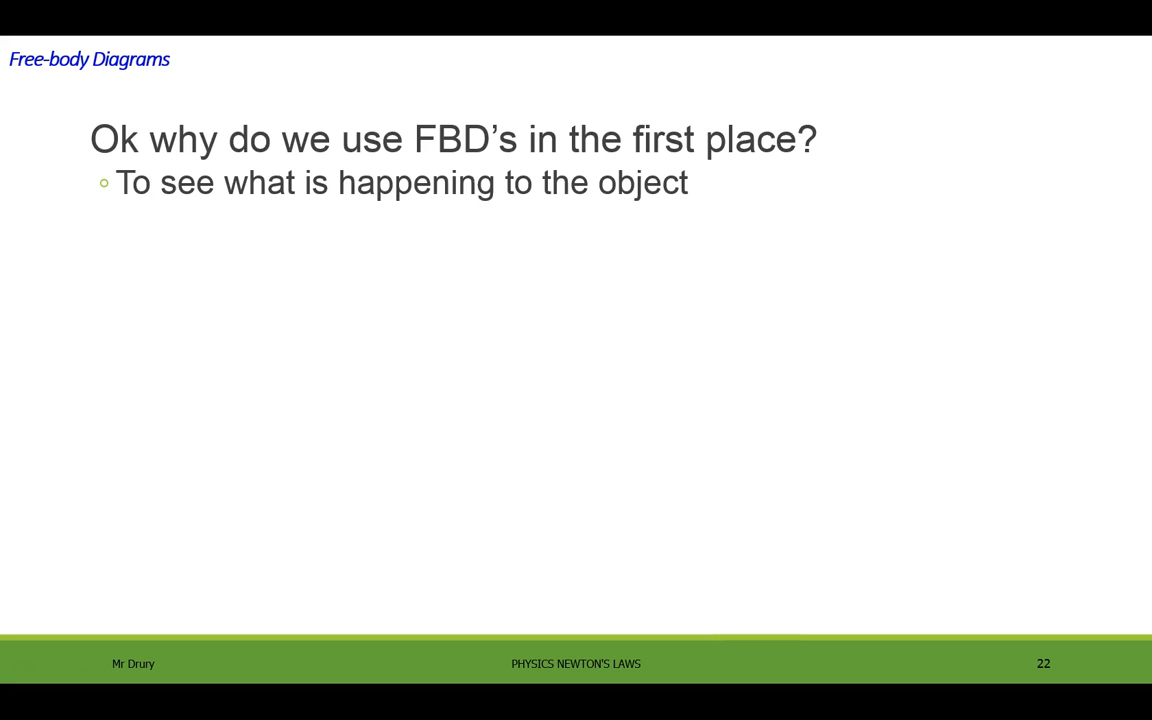 Free-body Diagrams
Ok why do we use FBD’s in the first place?
To see what is happening to the object
Mr Drury
PHYSICS NEWTON'S LAWS
22